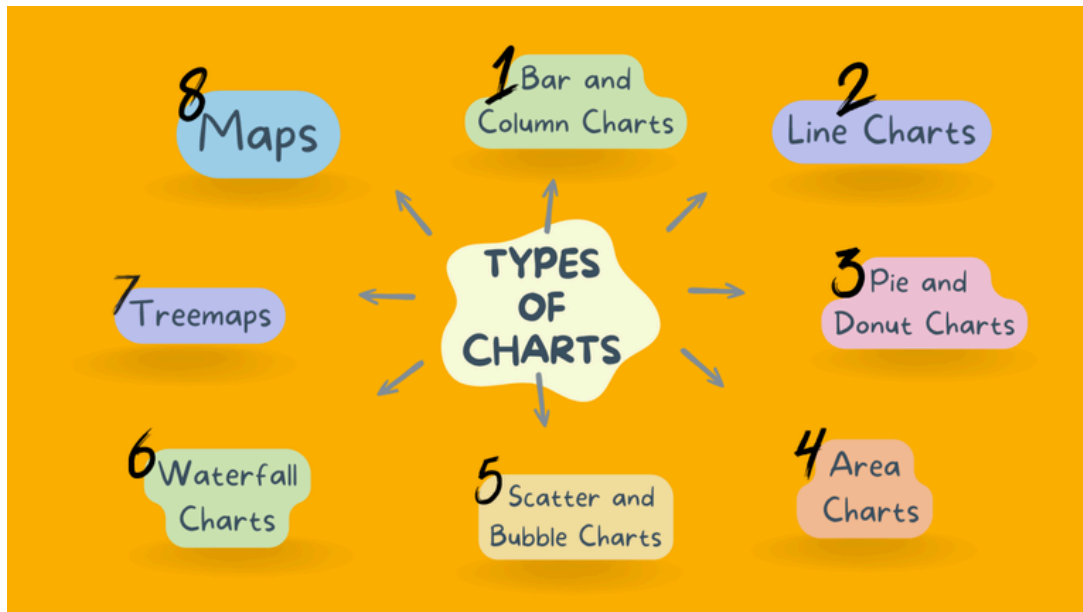 TYPES
OF
CHARTS
1
Bar and
Column Charts
2
Line Charts
3
Pie and
Donut Charts
4
Area
Charts
5
Scatter and
Bubble Charts
6
Waterfall
Charts
7
Treemaps
8
Maps